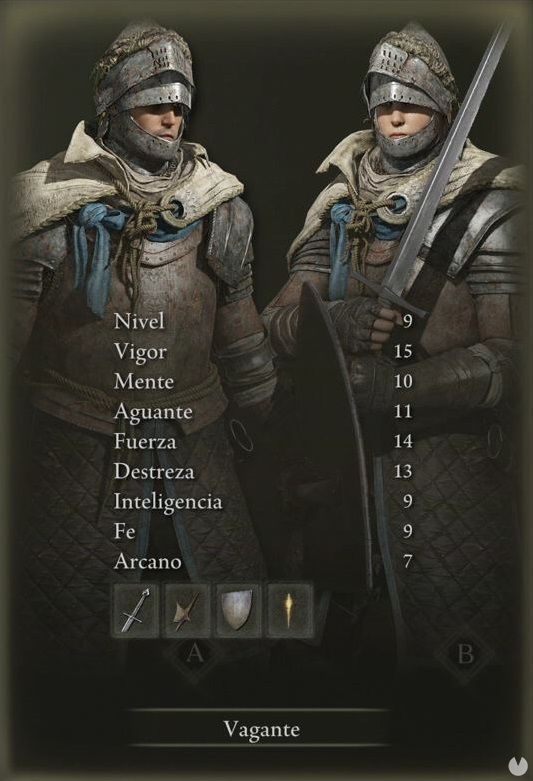 Nivel 9
Vigor 15
Mente 10
Aguante 11
Fuerza 14
Destreza 13
Inteligencia 9
Fe 9
Arcano 7
A B
Vagante